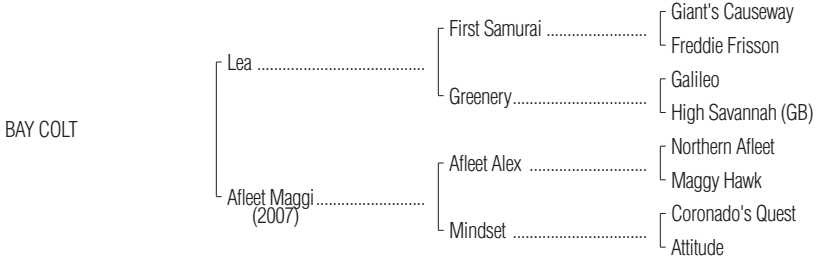 Giant's Causeway
First Samurai ........................
Freddie Frisson
Lea ........................................
Galileo
Greenery................................
High Savannah (GB)
BAY COLT
Northern Afleet
Afleet Alex ............................
Maggy Hawk
Afleet Maggi..........................
(2007)
Coronado's Quest
Mindset ................................
Attitude